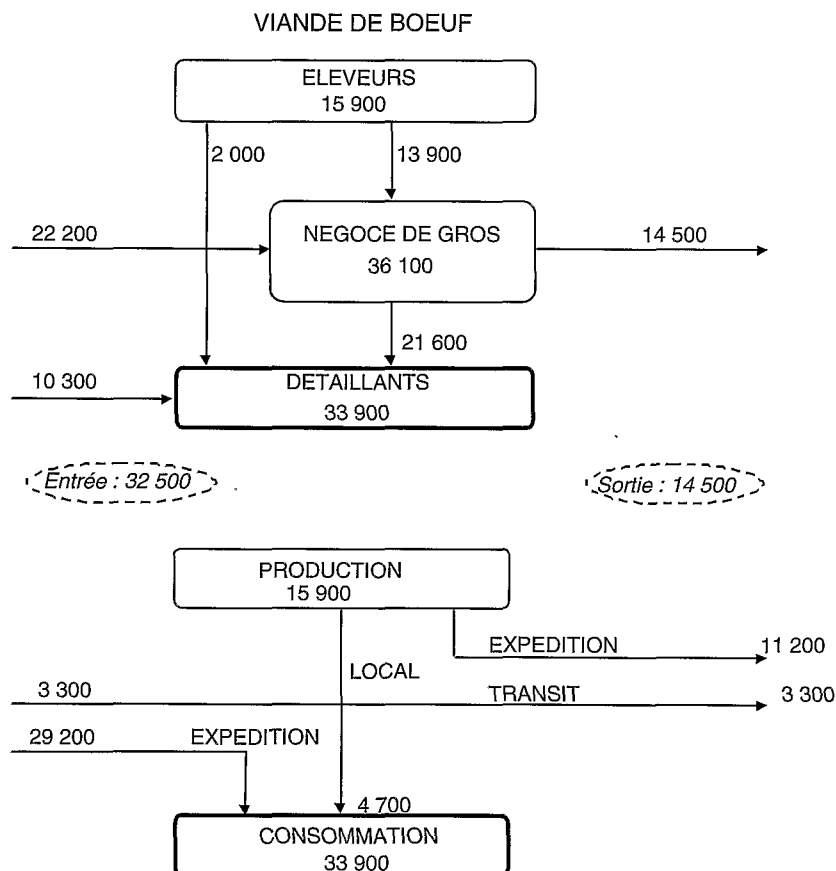 VIANDE DE BOEUF
ELEVEURS
15 900
2 000
13 900
22 200
NEGOCE DE GROS
36 100
14 500
21 600
10 300
DETAILLANTS
33 900
Entrée : 32 500
Sortie : 14 500
PRODUCTION
15 900
EXPEDITION
11 200
LOCAL
3 300
TRANSIT
3 300
29 200
EXPEDITION
4 700
CONSOMMATION
33 900